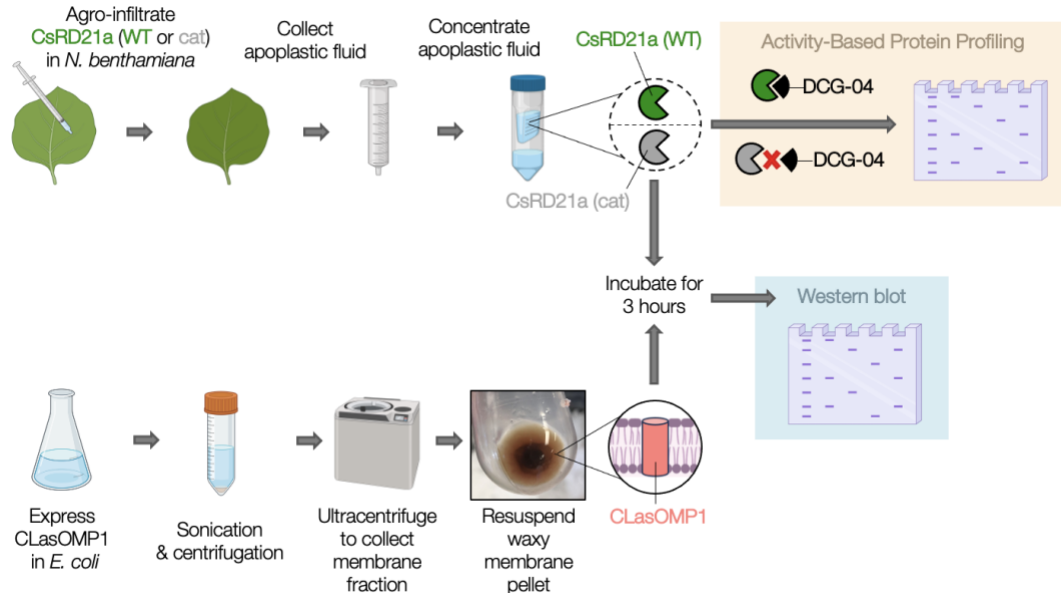 Agro-infiltrate
CsRD21a (WT or cat)
in N. benthamiana
Collect
apoplastic fluid
Concentrate
apoplastic fluid
CsRD21a (WT)
CsRD21a (cat)
Activity-Based Protein Profiling
DCG-04
DCG-04
Incubate for
3 hours
Western blot
Express
CLasOMP1
in E. coli
Sonication
& centrifugation
Ultracentrifuge
to collect
membrane
fraction
Resuspend
waxy
membrane
pellet
CLasOMP1